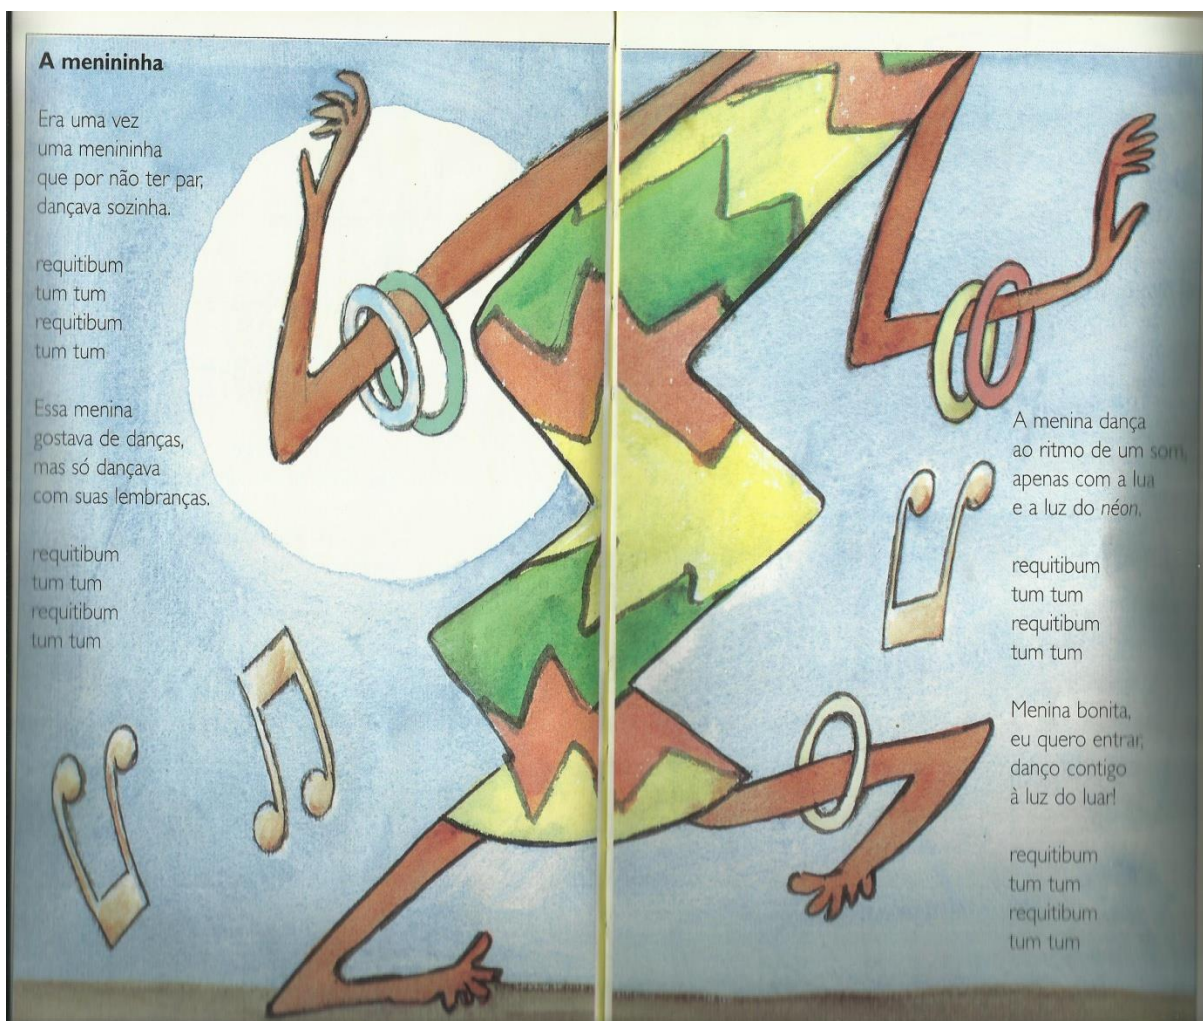 A menininha
Era uma vez
uma menininha
que por não ter par,
dançava sozinha.
requitibum
tum tum
requitibum
tum tum
Essa menina
gostava de danças,
mas só dançava
com suas lembranças.
requitibum
tum tum
requitibum
tum tum
A menina dança
ao ritmo de um som,
apenas com a lua
e a luz do néon.
requitibum
tum tum
requitibum
tum tum
Menina bonita,
eu quero entrar,
danço contigo
à luz do luar!
requitibum
tum tum
requitibum
tum tum